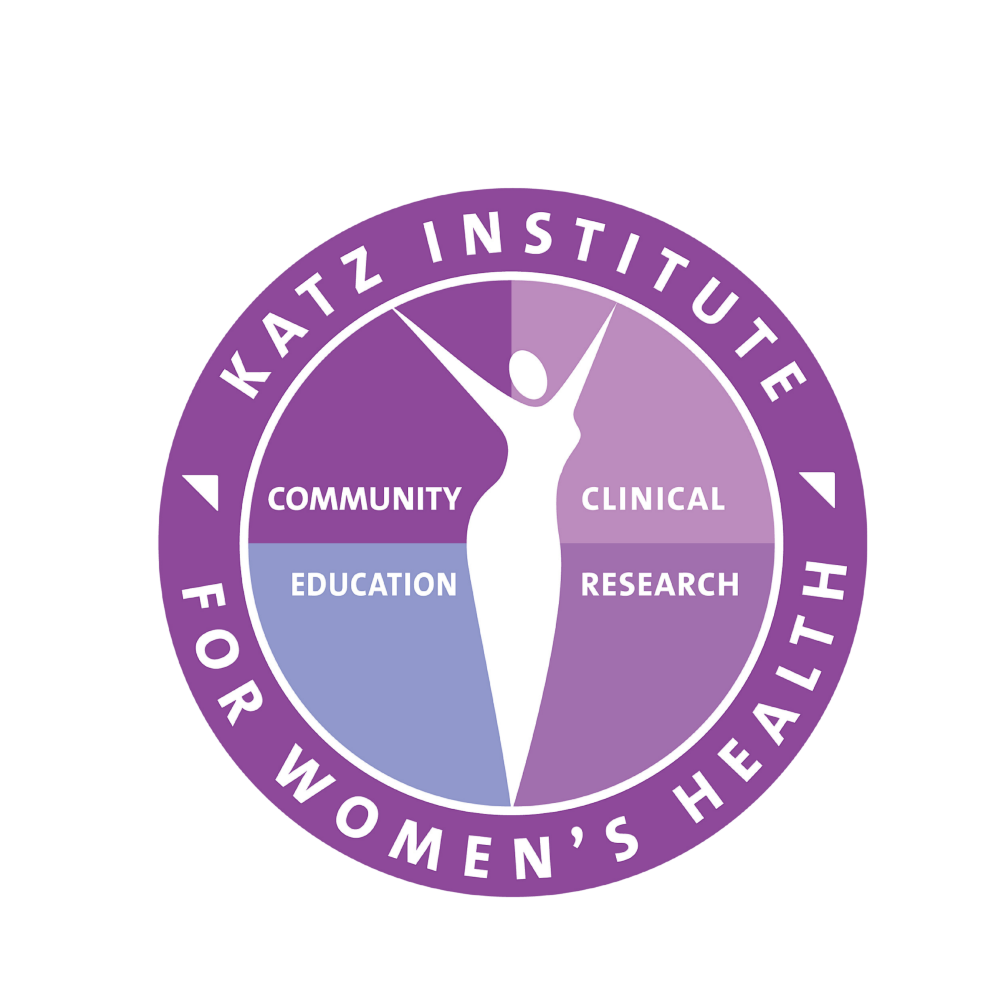 KATZ INSTITUTE
COMMUNITY
CLINICAL
EDUCATION
RESEARCH
FOR WOMEN’S HEALTH